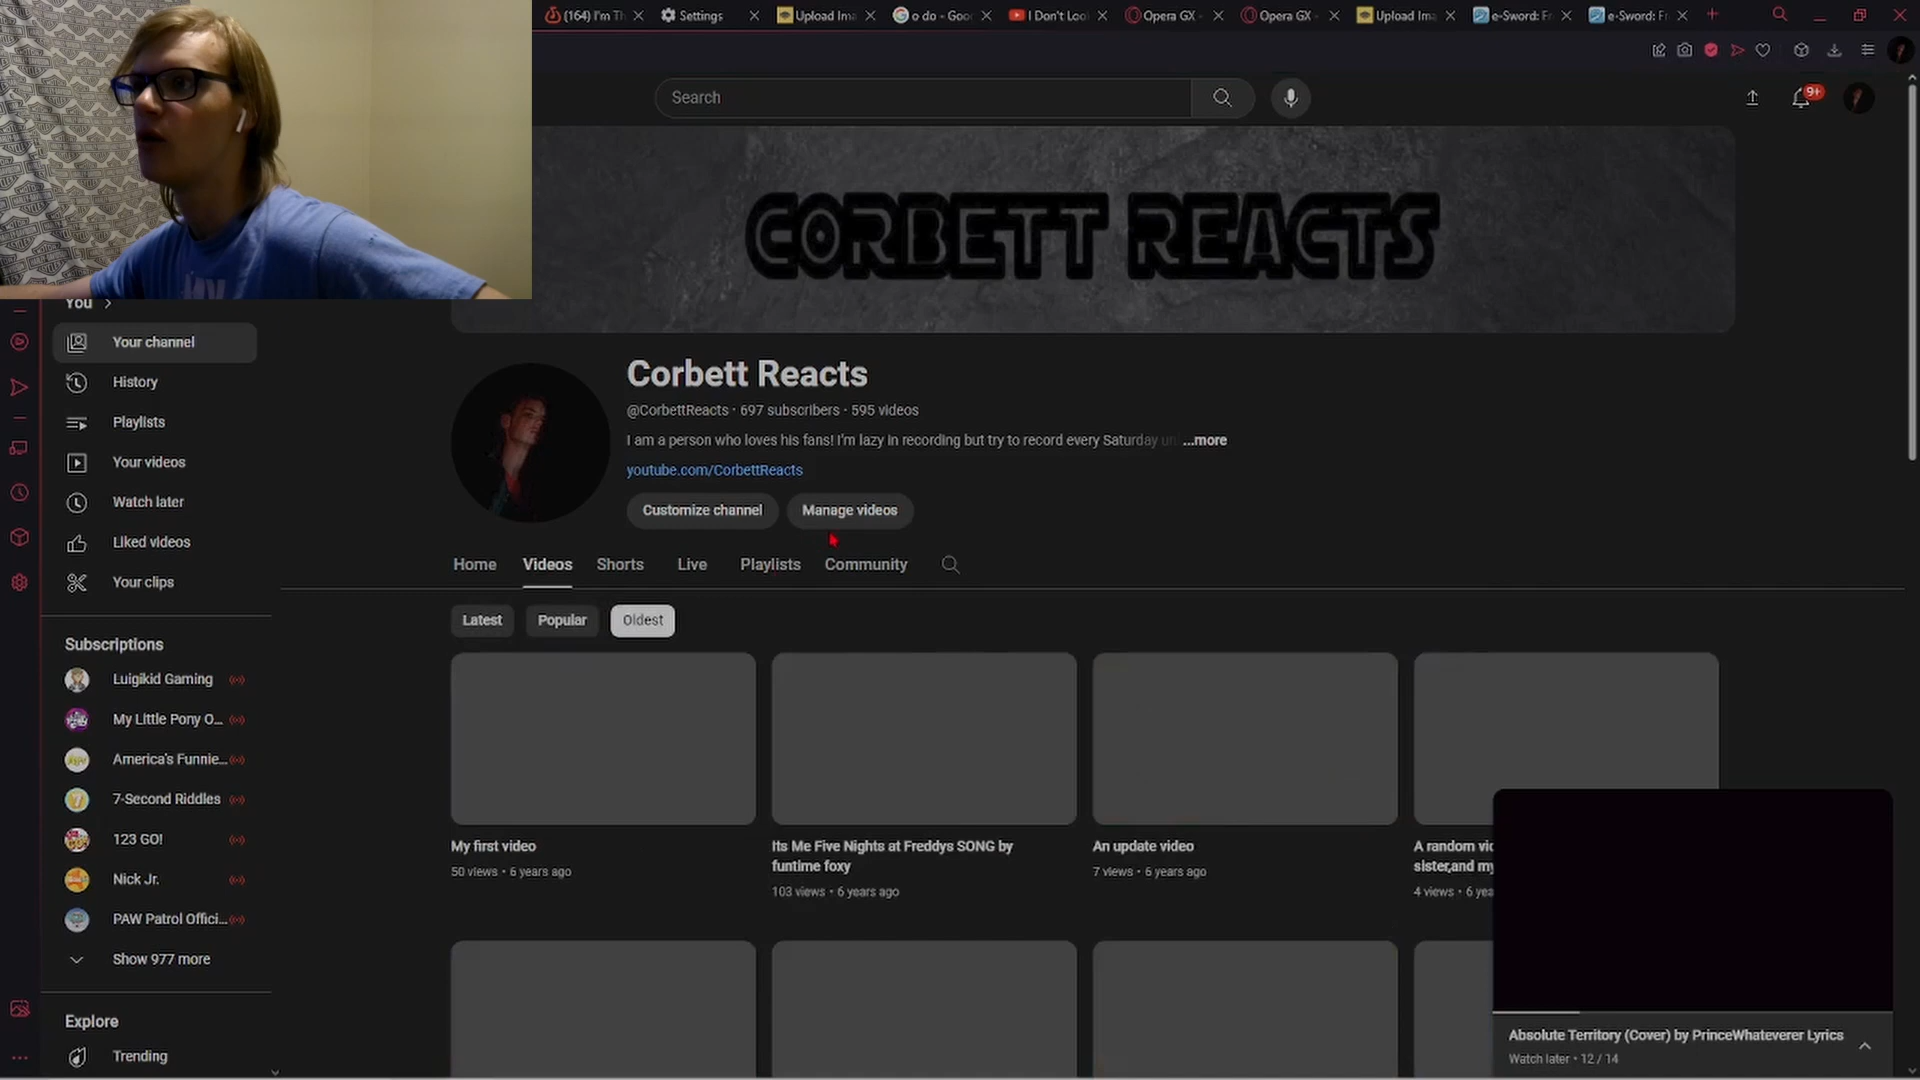 (164) I'm Th
Settings
Upload Ima
o do - Goo
I Don't Loo
Opera GX -
Opera GX -
Upload Ima
e-Sword: Fr
e-Sword: Fr
Search
9+
CORBETT REACTS
You
Your channel
History
Playlists
Your videos
Watch later
Liked videos
Your clips
Subscriptions
Luigikid Gaming
My Little Pony O...
America's Funnie...
7-Second Riddles
123 GO!
Nick Jr.
PAW Patrol Offici...
Show 977 more
Explore
Trending
Corbett Reacts
@CorbettReacts · 697 subscribers · 595 videos
I am a person who loves his fans! I'm lazy in recording but try to record every Saturday un ...more
youtube.com/CorbettReacts
Customize channel Manage videos
Home Videos Shorts Live Playlists Community
Latest Popular Oldest
My first video
50 views · 6 years ago
Its Me Five Nights at Freddys SONG by
funtime foxy
103 views · 6 years ago
An update video
7 views · 6 years ago
A random vid
sister,and my
4 views · 6 yea
Absolute Territory (Cover) by PrinceWhateverer Lyrics
Watch later · 12 / 14